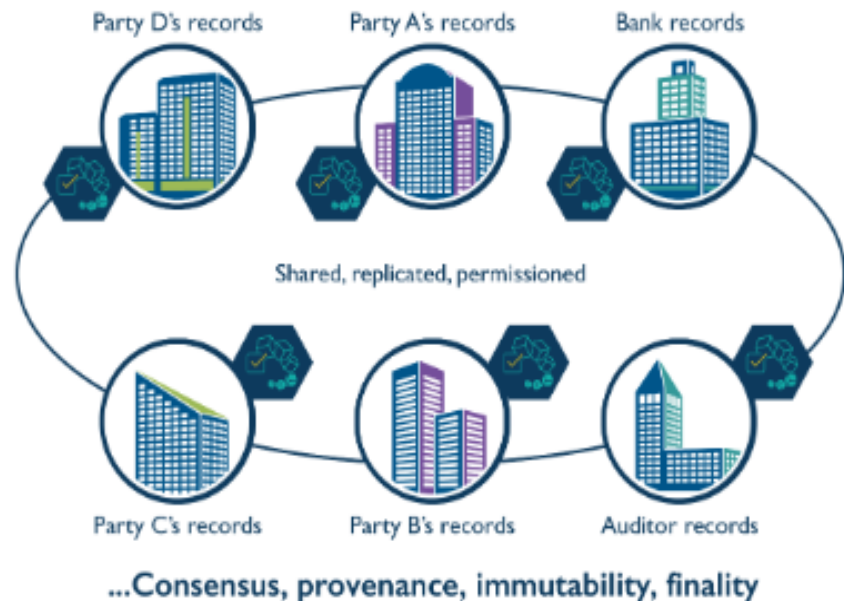 Party D's records
Party A's records
Bank records
Shared, replicated, permissioned
Party C's records
Party B's records
Auditor records
...Consensus, provenance, immutability, finality